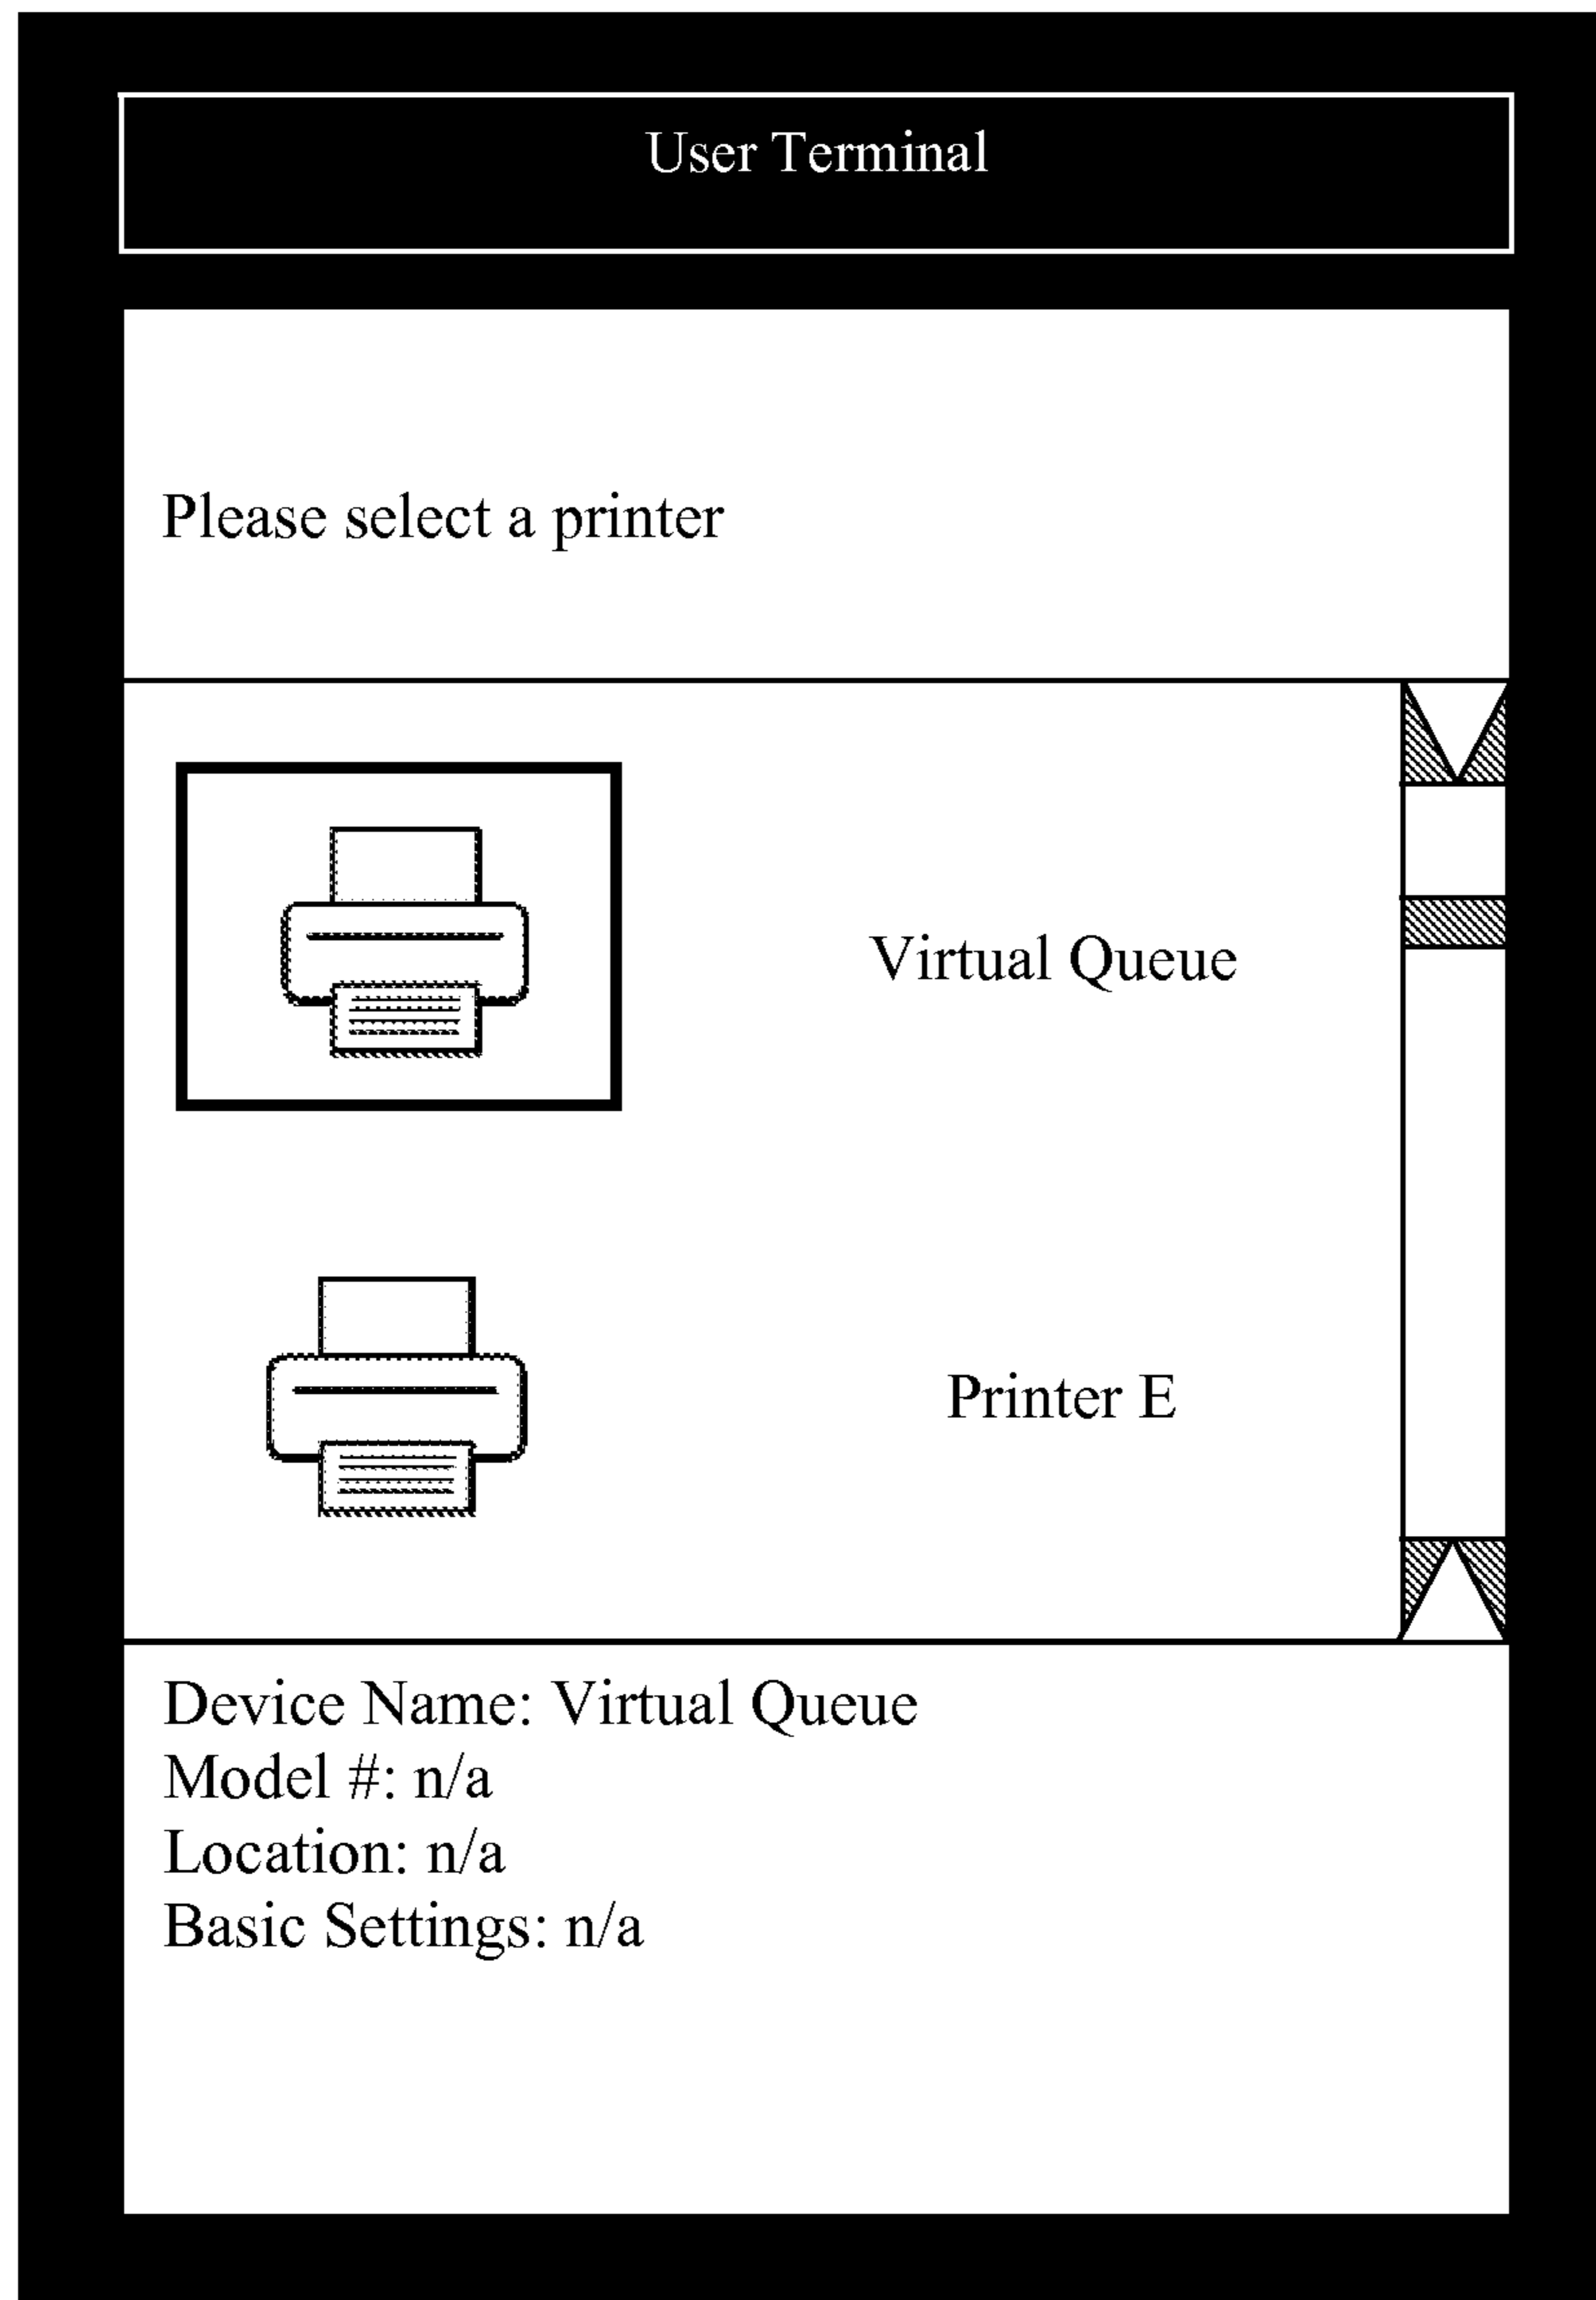 User Terminal
Please select a printer
Virtual Queue
Printer E
Device Name: Virtual Queue
Model #: n/a
Location: n/a
Basic Settings: n/a